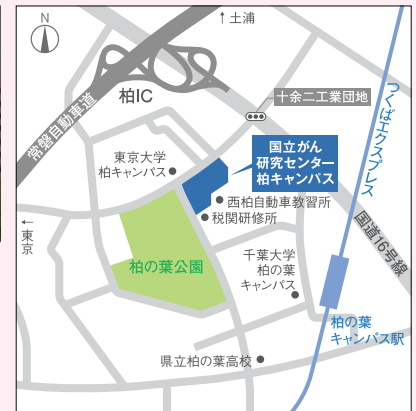 N
↑土浦
柏IC
常磐自動車道
十余二工業団地
つくばエクスプレス
東京大学
柏キャンパス
国立がん
研究センター
柏キャンパス
西柏自動車教習所
税関研修所
←東京
国道16号線
千葉大学
柏の葉
キャンパス
柏の葉公園
柏の葉
キャンパス駅
県立柏の葉高校